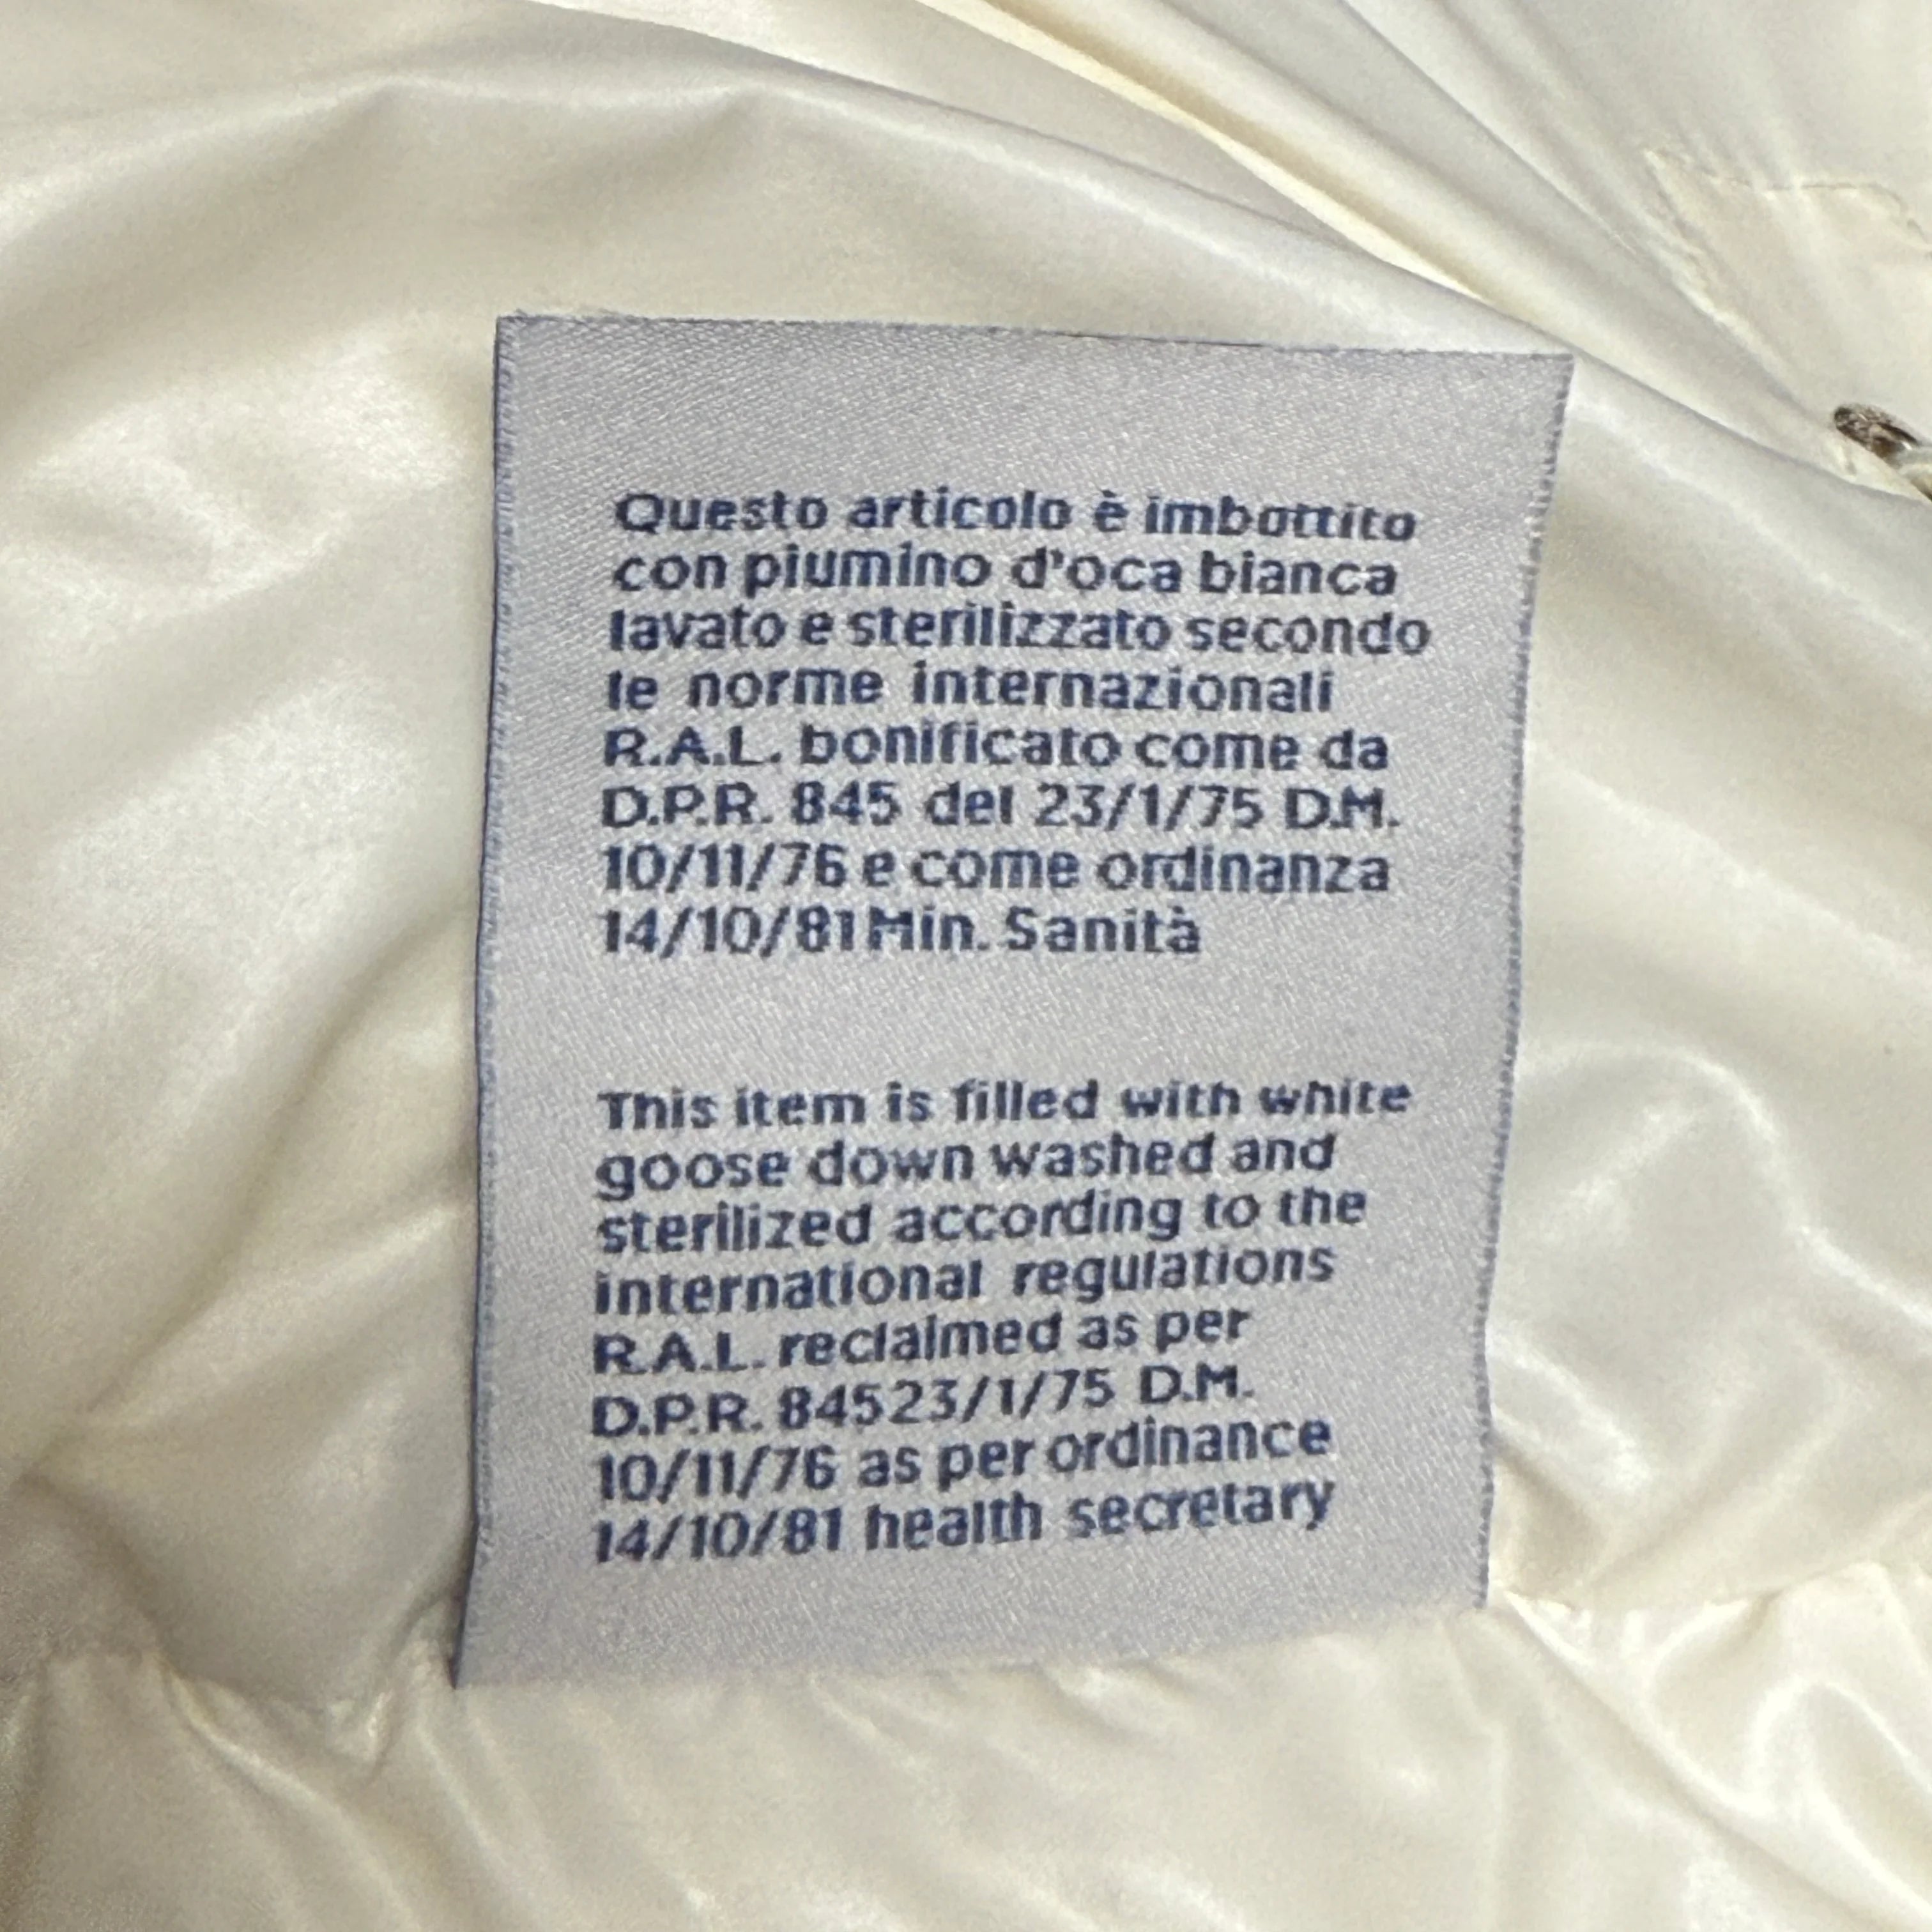 Questo articolo è imbottito
con piumino d'oca bianca
lavato e sterilizzato secondo
le norme internazionali
R.A.L. bonificato come da
D.P.R. 845 del 23/1/75 D.M.
10/11/76 e come ordinanza
14/10/81 Min. Sanità
This item is filled with white
goose down washed and
sterilized according to the
international regulations
R.A.L. reclaimed as per
D.P.R. 84523/1/75 D.M.
10/11/76 as per ordinance
14/10/81 health secretary